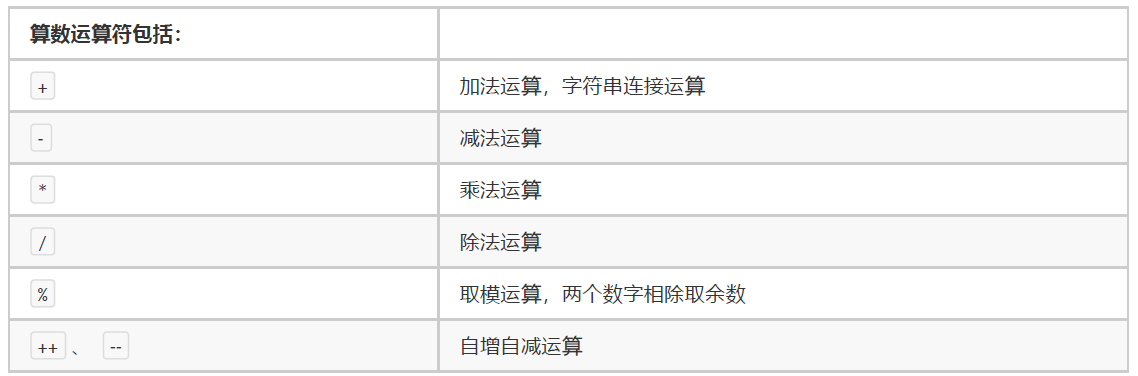 算数运算符包括：
+ 加法运算，字符串连接运算
- 减法运算
* 乘法运算
/ 除法运算
% 取模运算，两个数字相除取余数
++ 、 -- 自增自减运算